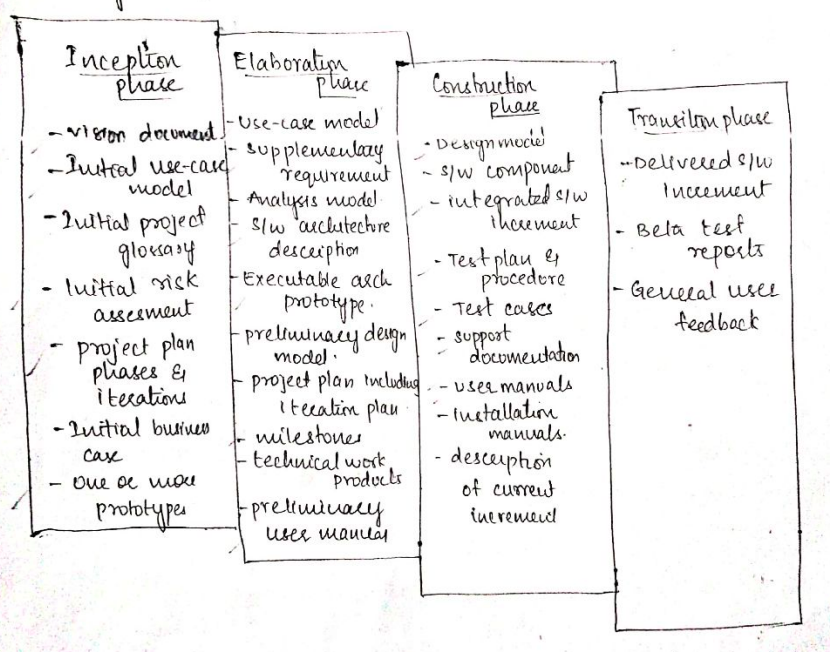 Inception
phase
- vision document
- Initial use-case
model
- Initial project
glossary
- Initial risk
assesment
- project plan
phases &
iterations
- Initial business
case
- one or more
prototypes
Elaboration
phase
- Use-case model
- supplementary
requirement
- Analysis model
- S/w architecture
description
- Executable arch
prototype.
- preliminary design
model.
- project plan including
iteration plan
- milestones
- technical work
products
- preliminary
user manual
Construction
phase
- Design model
- S/w component
- integrated S/w
increment
- Test plan &
procedure
- Test cases
- support
documentation
- user manuals
- installation
manuals.
- description
of current
increment
Transition phase
- Delivered S/w
Increment
- Beta test
reports
- General user
feedback